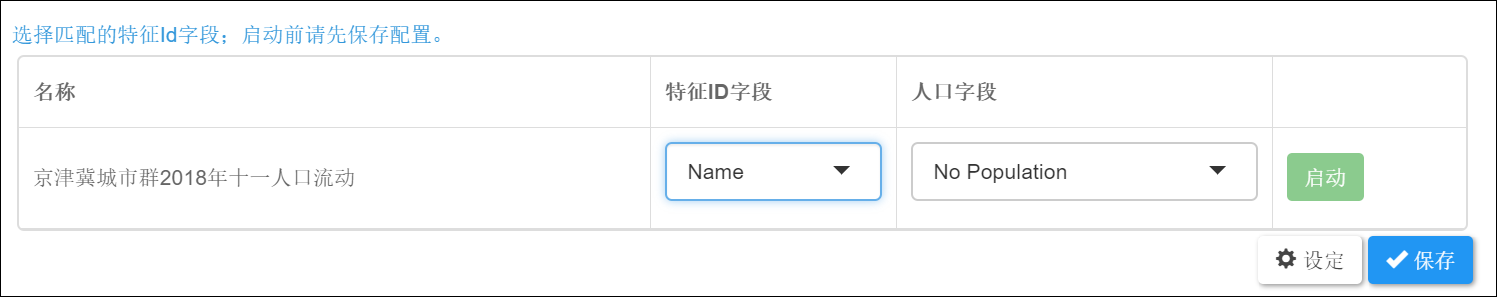 选择匹配的特征Id字段；启动前请先保存配置。
名称 特征ID字段 人口字段
京津冀城市群2018年十一人口流动 Name No Population 启动
设定 保存